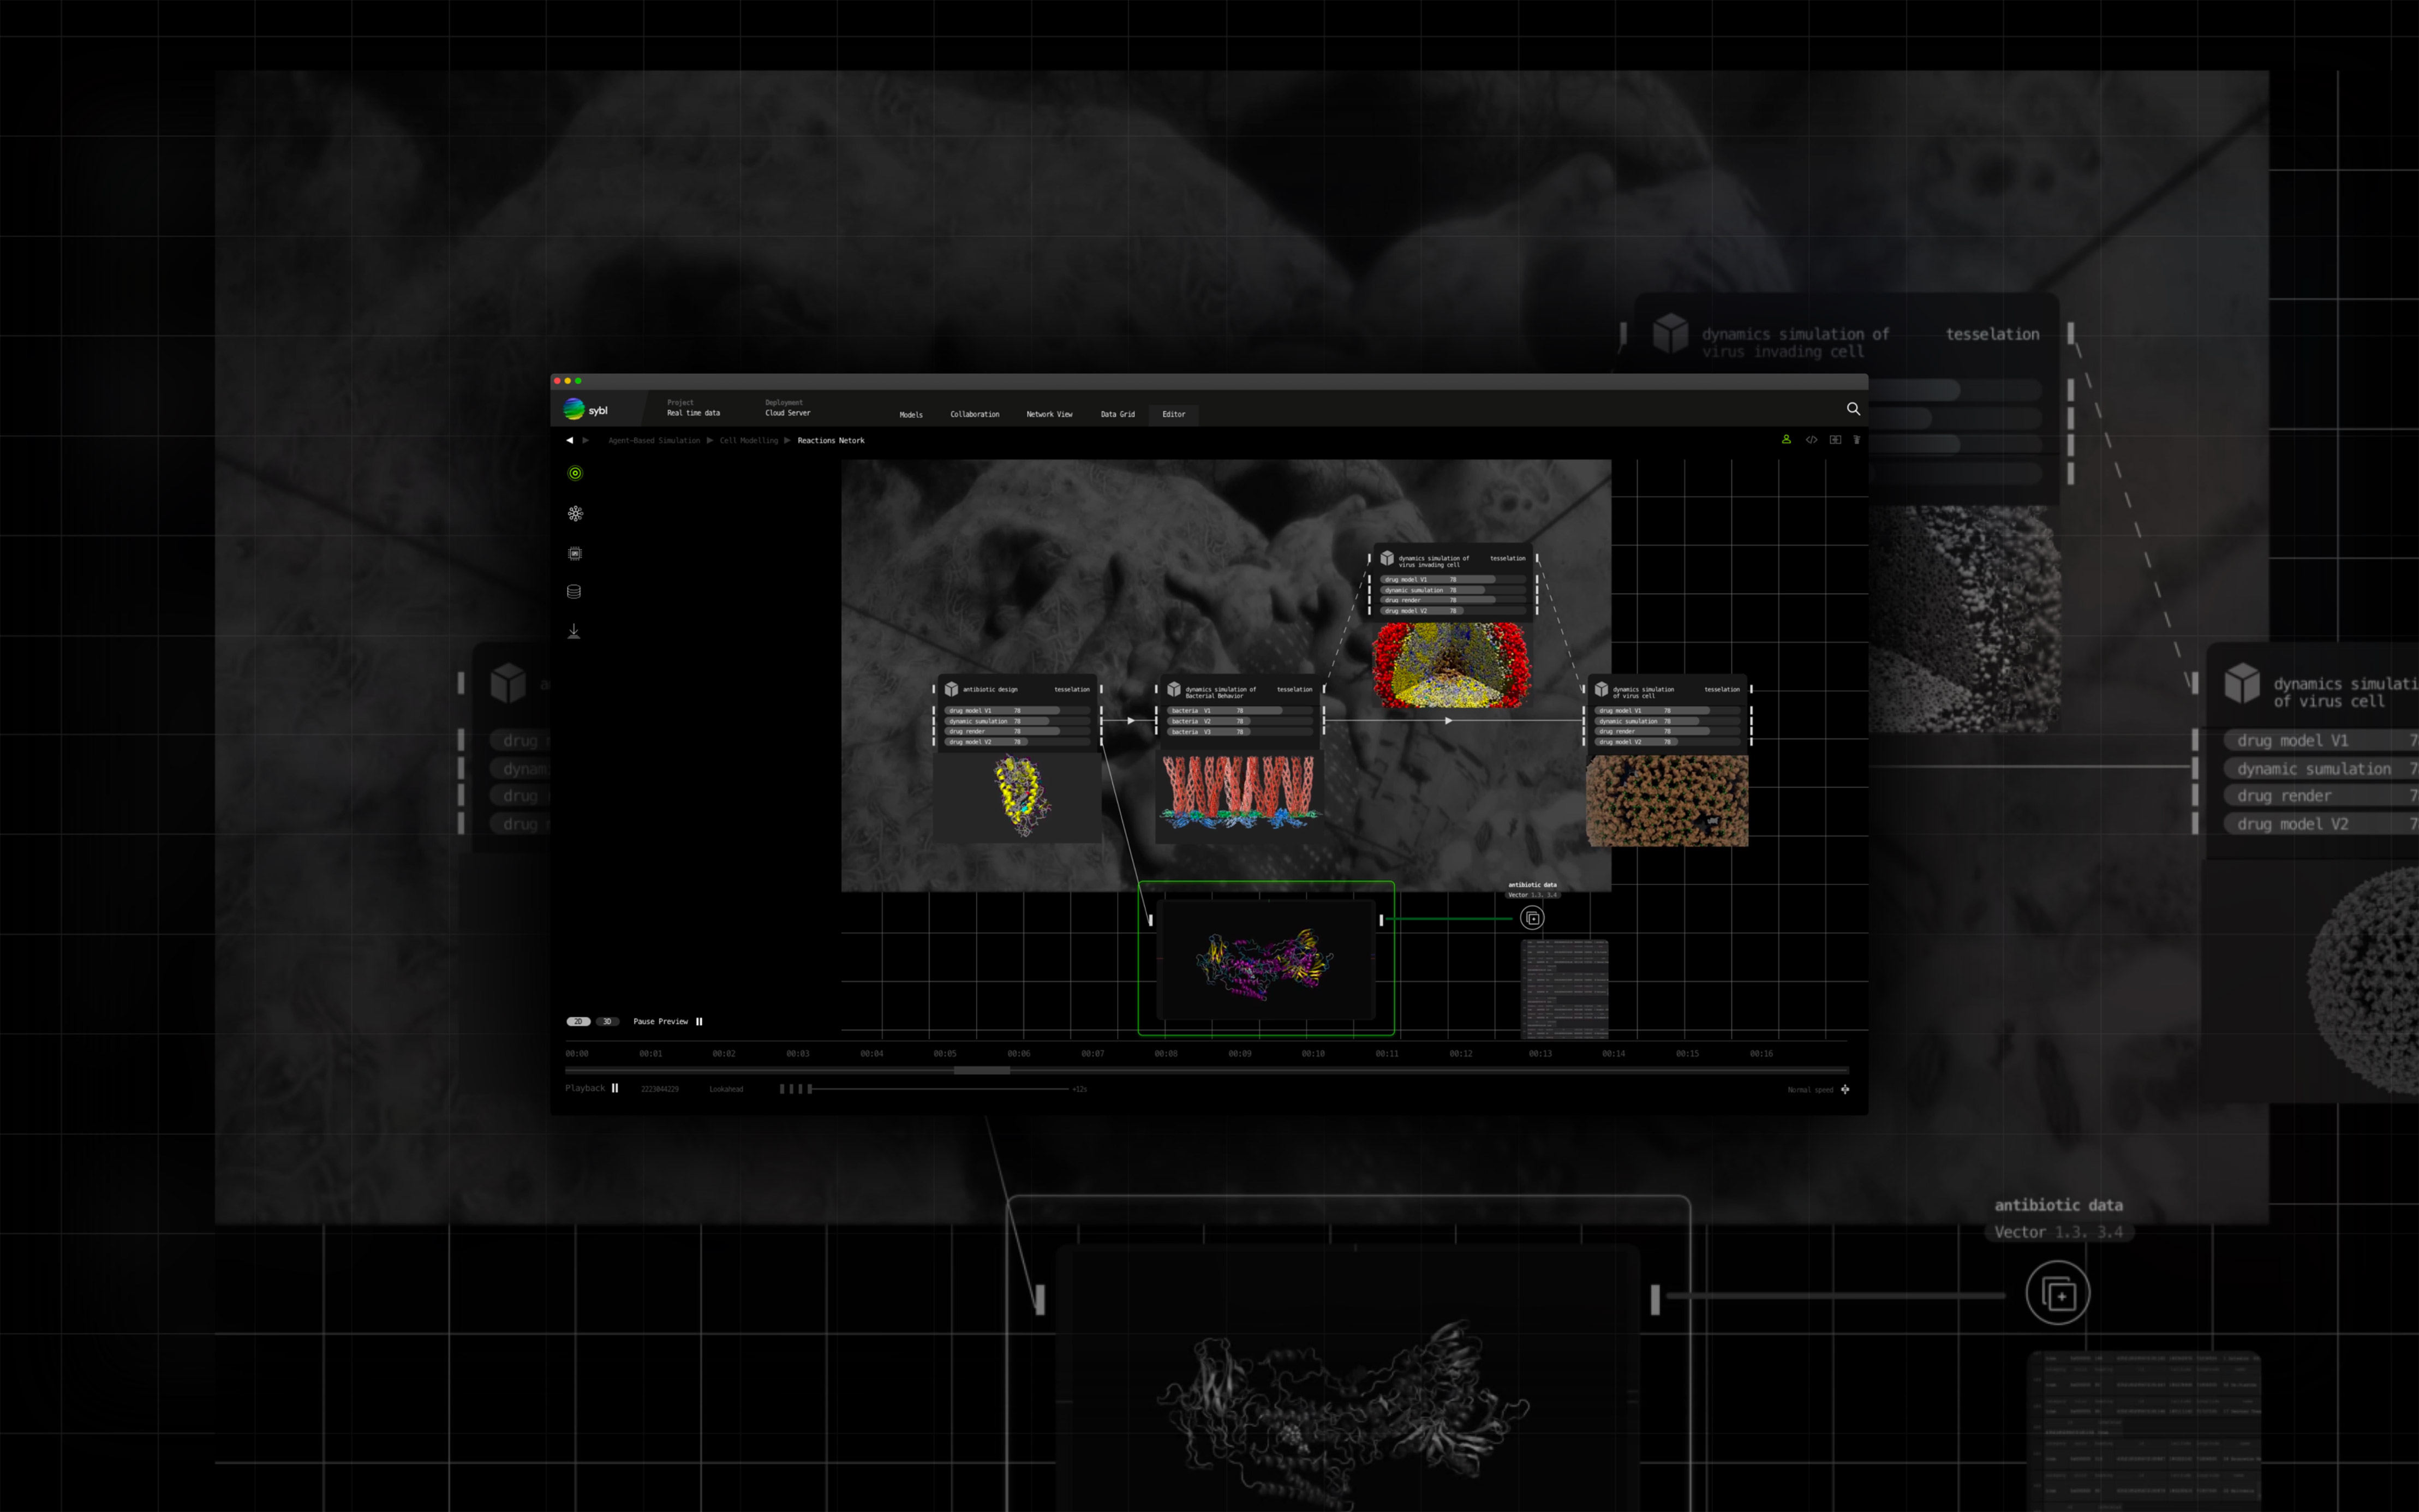 dynamics simulation of tesselation
virus invading cell
sybl
Project
Real time data
Deployment
Cloud Server
Models Collaboration Network View Data Grid Editor
Agent-Based Simulation Cell Modelling Reactions Netork
dynamics simulation of tesselation
virus invading cell
drug model V1 78
dynamic sumulation 78
drug render 78
drug model V2 78
antibiotic design tesselation
drug model V1 78
dynamic sumulation 78
drug render 78
drug model V2 78
dynamics simulation of tesselation
Bacterial Behavior
bacteria V1 78
bacteria V2 78
bacteria V3 78
dynamics simulation tesselation
of virus cell
drug model V1 78
dynamic sumulation 78
drug render 78
drug model V2 78
a
drug
dynam
drug
drug
dynamics simulati
of virus cell
drug model V1 7
dynamic sumulation 7
drug render 7
drug model V2 7
antibiotic data
Vector 1.3. 3.4
2D 3D Pause Preview
00:00 00:01 00:02 00:03 00:04 00:05 00:06 00:07 00:08 00:09 00:10 00:11 00:12 00:13 00:14 00:15 00:16
Playback 2223844229 Lookahead +12s Normal speed
antibiotic data
Vector 1.3. 3.4